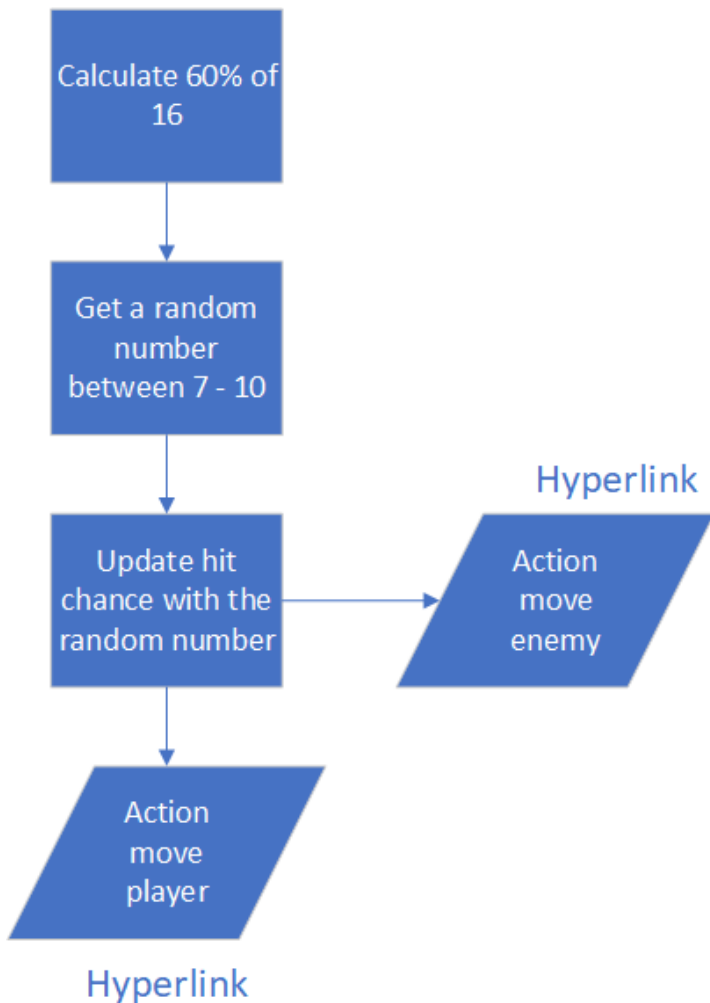 Calculate 60% of
16
Get a random
number
between 7 - 10
Hyperlink
Update hit
chance with the
random number
Action
move
enemy
Action
move
player
Hyperlink